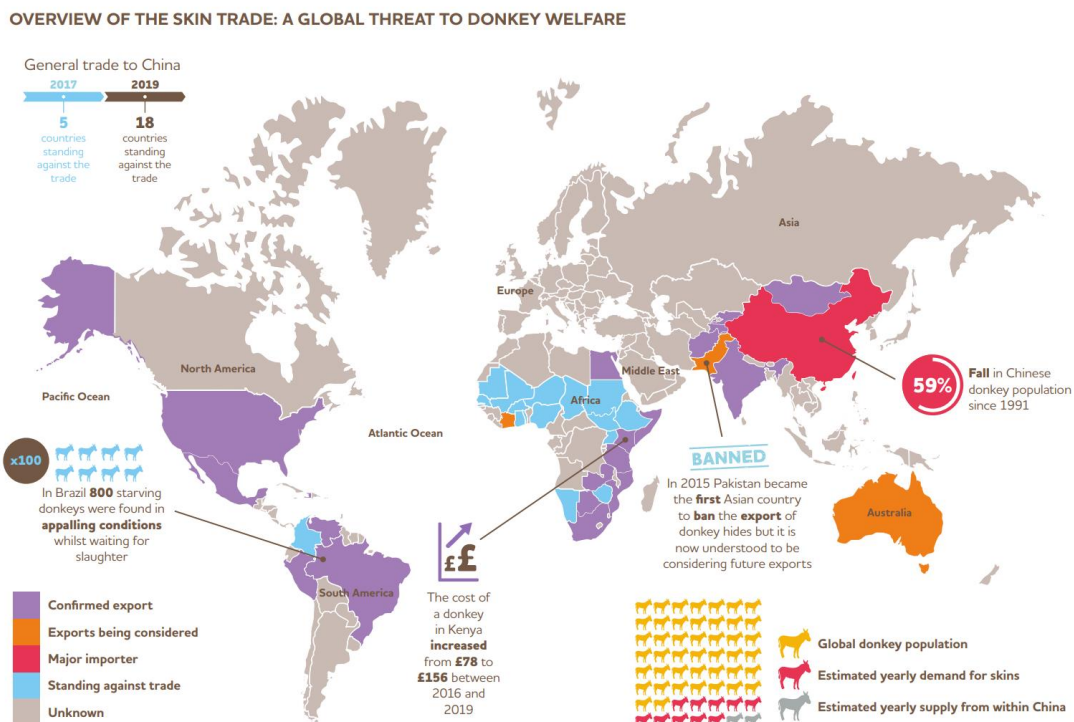 OVERVIEW OF THE SKIN TRADE: A GLOBAL THREAT TO DONKEY WELFARE
General trade to China
2017
2019
5
countries
standing
against the
trade
18
countries
standing
against the
trade
Asia
Europe
North America
Middle East
Pacific Ocean
Africa
Atlantic Ocean
59%
Fall in Chinese
donkey population
since 1991
x100
In Brazil 800 starving
donkeys were found in
appalling conditions
whilst waiting for
slaughter
BANNED
In 2015 Pakistan became
the first Asian country
to ban the export of
donkey hides but it is
now understood to be
considering future exports
Australia
££
The cost of
a donkey
in Kenya
increased
from £78 to
£156 between
2016 and
2019
South America
Confirmed export
Exports being considered
Major importer
Standing against trade
Unknown
Global donkey population
Estimated yearly demand for skins
Estimated yearly supply from within China